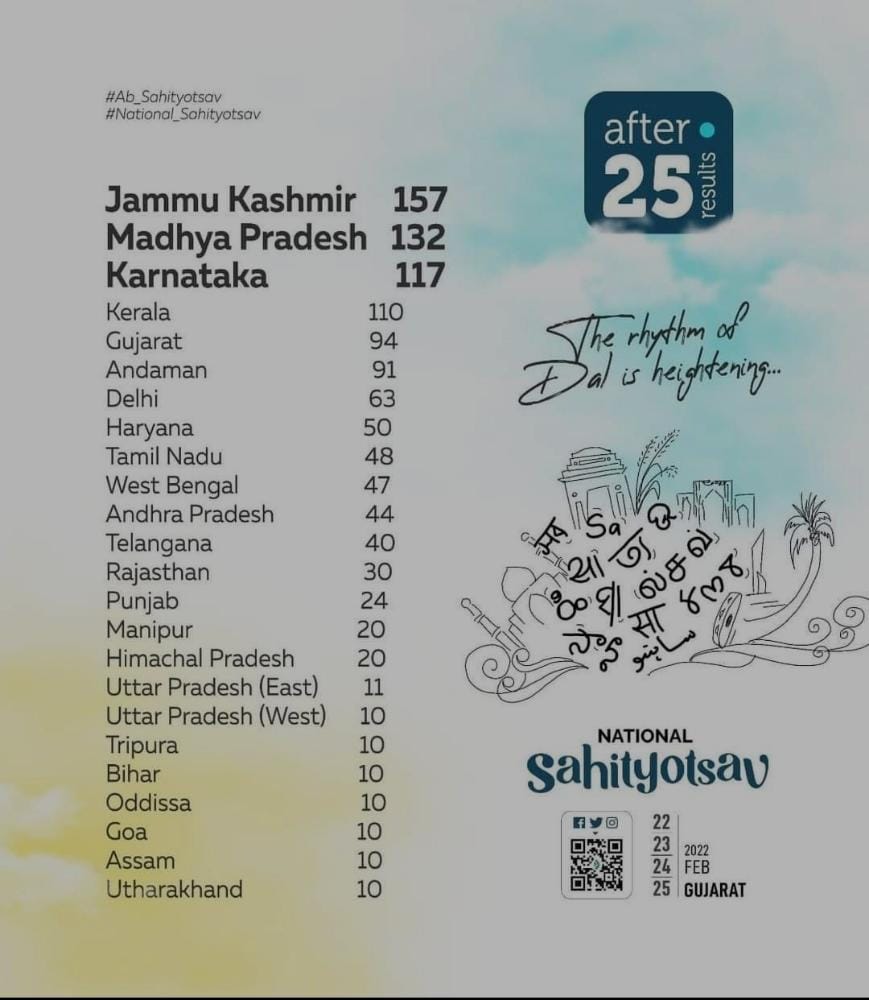 #Ab_Sahityotsav
#National_Sahityotsav
after
25
results
Jammu Kashmir 157
Madhya Pradesh 132
Karnataka 117
Kerala 110
Gujarat 94
Andaman 91
Delhi 63
Haryana 50
Tamil Nadu 48
West Bengal 47
Andhra Pradesh 44
Telangana 40
Rajasthan 30
Punjab 24
Manipur 20
Himachal Pradesh 20
Uttar Pradesh (East) 11
Uttar Pradesh (West) 10
Tripura 10
Bihar 10
Oddissa 10
Goa 10
Assam 10
Utharakhand 10
The rhythm of
Dal is heightening...
Sa
सा
NATIONAL
Sahityotsav
22
23
24
25
2022
FEB
GUJARAT